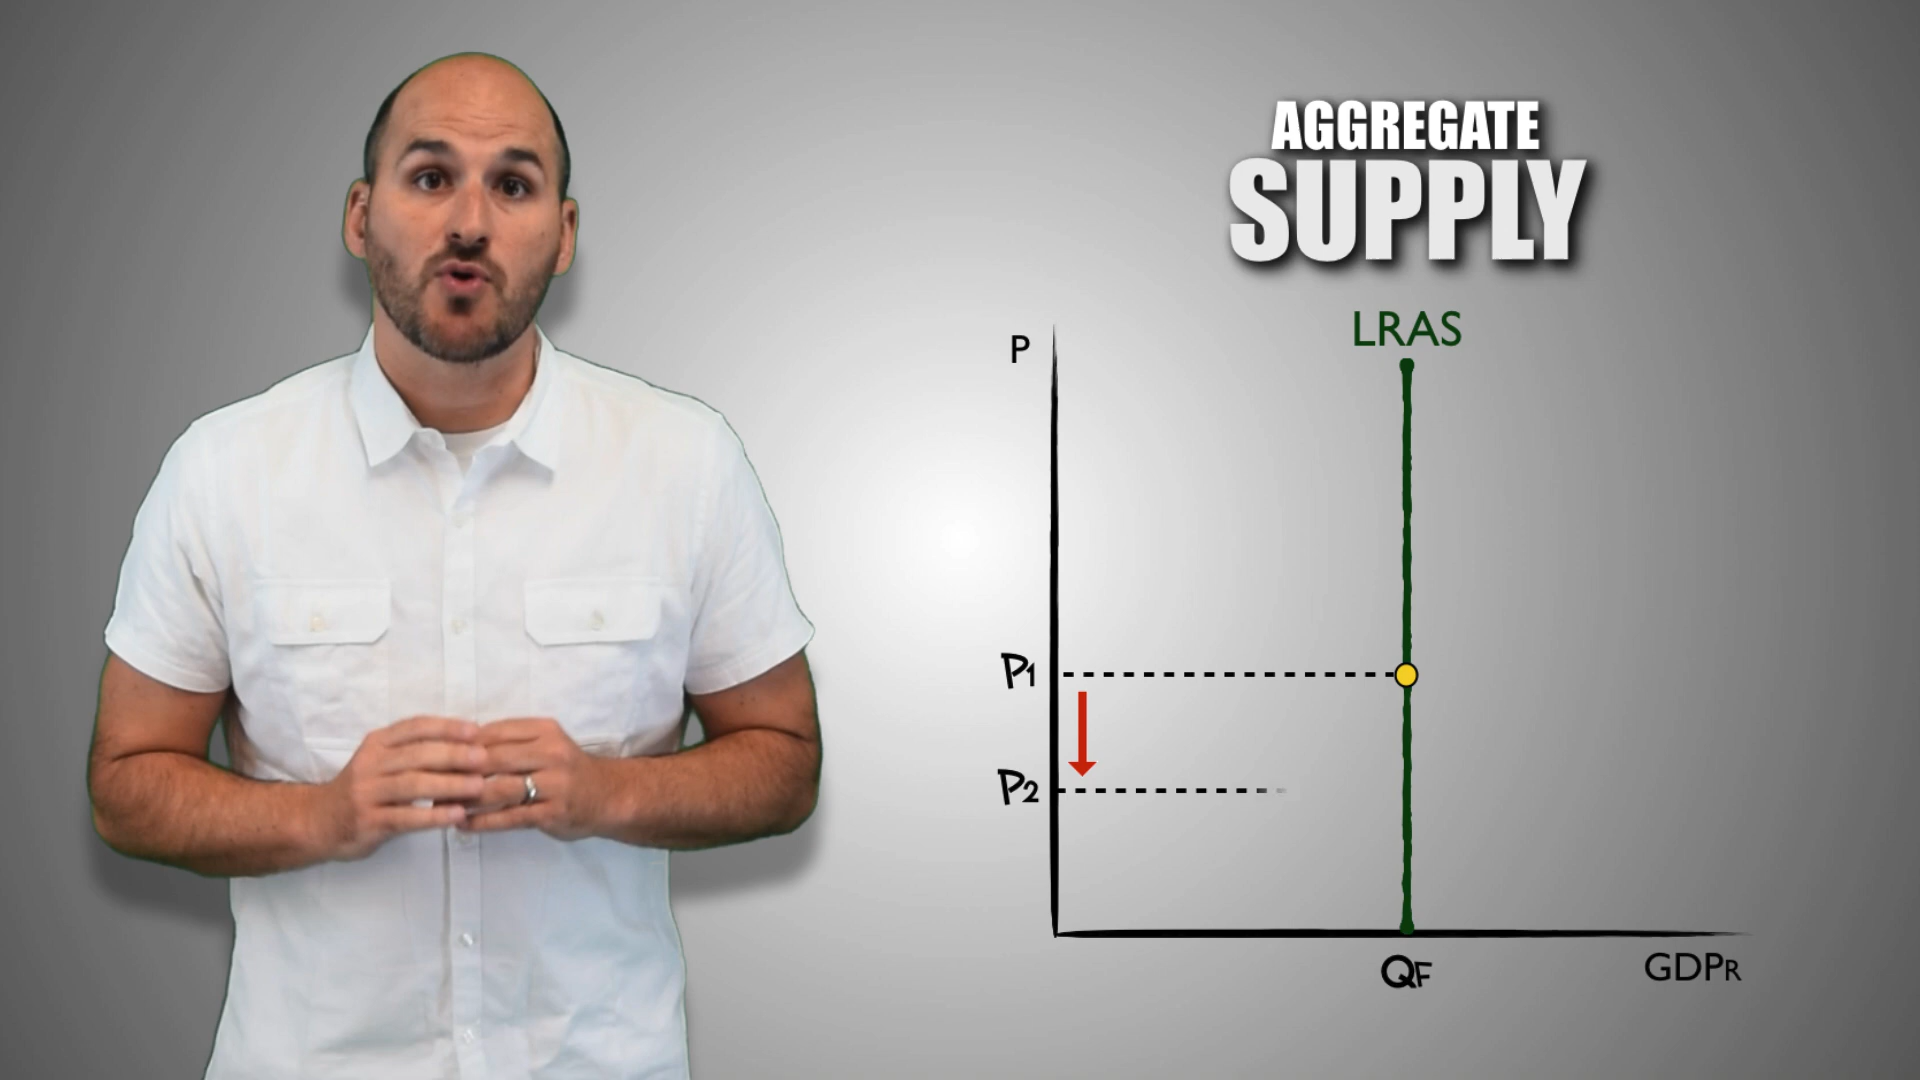 AGGREGATE
SUPPLY
LRAS
P
P1
P2
QF
GDPR